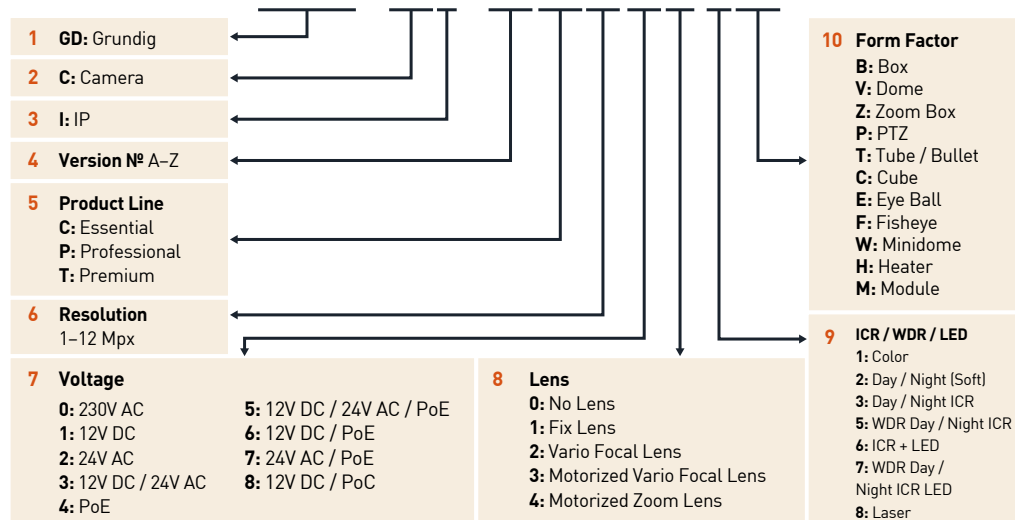 1 GD: Grundig
2 C: Camera
3 I: IP
4 Version Nº A–Z
5 Product Line
C: Essential
P: Professional
T: Premium
6 Resolution
1–12 Mpx
7 Voltage
0: 230V AC
1: 12V DC
2: 24V AC
3: 12V DC / 24V AC
4: PoE
5: 12V DC / 24V AC / PoE
6: 12V DC / PoE
7: 24V AC / PoE
8: 12V DC / PoC
8 Lens
0: No Lens
1: Fix Lens
2: Vario Focal Lens
3: Motorized Vario Focal Lens
4: Motorized Zoom Lens
10 Form Factor
B: Box
V: Dome
Z: Zoom Box
P: PTZ
T: Tube / Bullet
C: Cube
E: Eye Ball
F: Fisheye
W: Minidome
H: Heater
M: Module
9 ICR / WDR / LED
1: Color
2: Day / Night (Soft)
3: Day / Night ICR
5: WDR Day / Night ICR
6: ICR + LED
7: WDR Day /
Night ICR LED
8: Laser